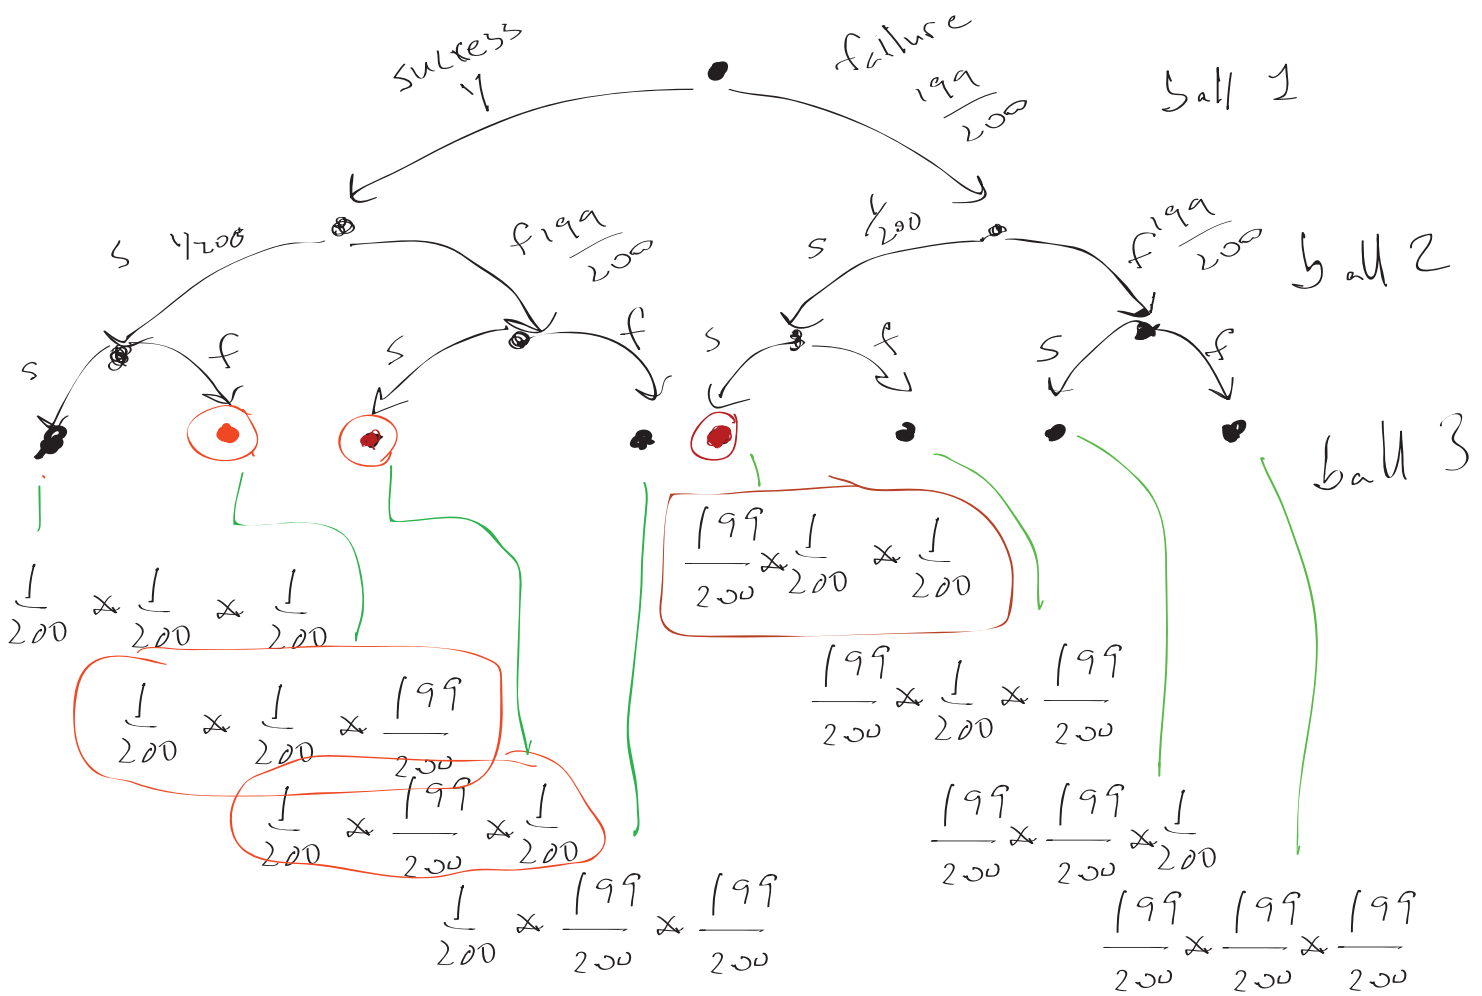 success failure
1/ 199/200 ball 1
s 1/200 f 199/200 s 1/200 f 199/200 ball 2
s f s f s f s f
ball 3
199/200 × 1/200 × 1/200
1/200 × 1/200 × 1/200
199/200 × 1/200 × 199/200
1/200 × 1/200 × 199/200
1/200 × 199/200 × 1/200
199/200 × 199/200 × 1/200
1/200 × 199/200 × 199/200
199/200 × 199/200 × 199/200